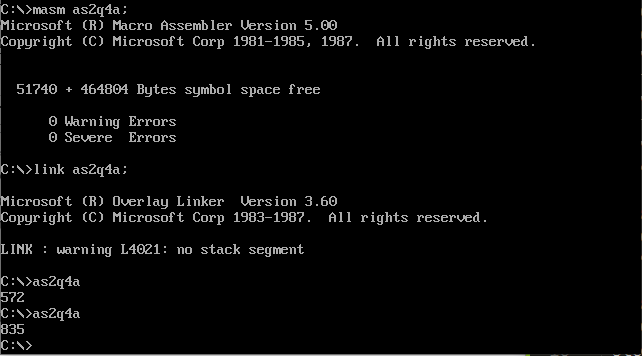 C:\>masm as2q4a;
Microsoft (R) Macro Assembler Version 5.00
Copyright (C) Microsoft Corp 1981-1985, 1987.  All rights reserved.
51740 + 464804 Bytes symbol space free
0 Warning Errors
0 Severe  Errors
C:\>link as2q4a;
Microsoft (R) Overlay Linker  Version 3.60
Copyright (C) Microsoft Corp 1983-1987.  All rights reserved.
LINK : warning L4021: no stack segment
C:\>as2q4a
572
C:\>as2q4a
835
C:\>